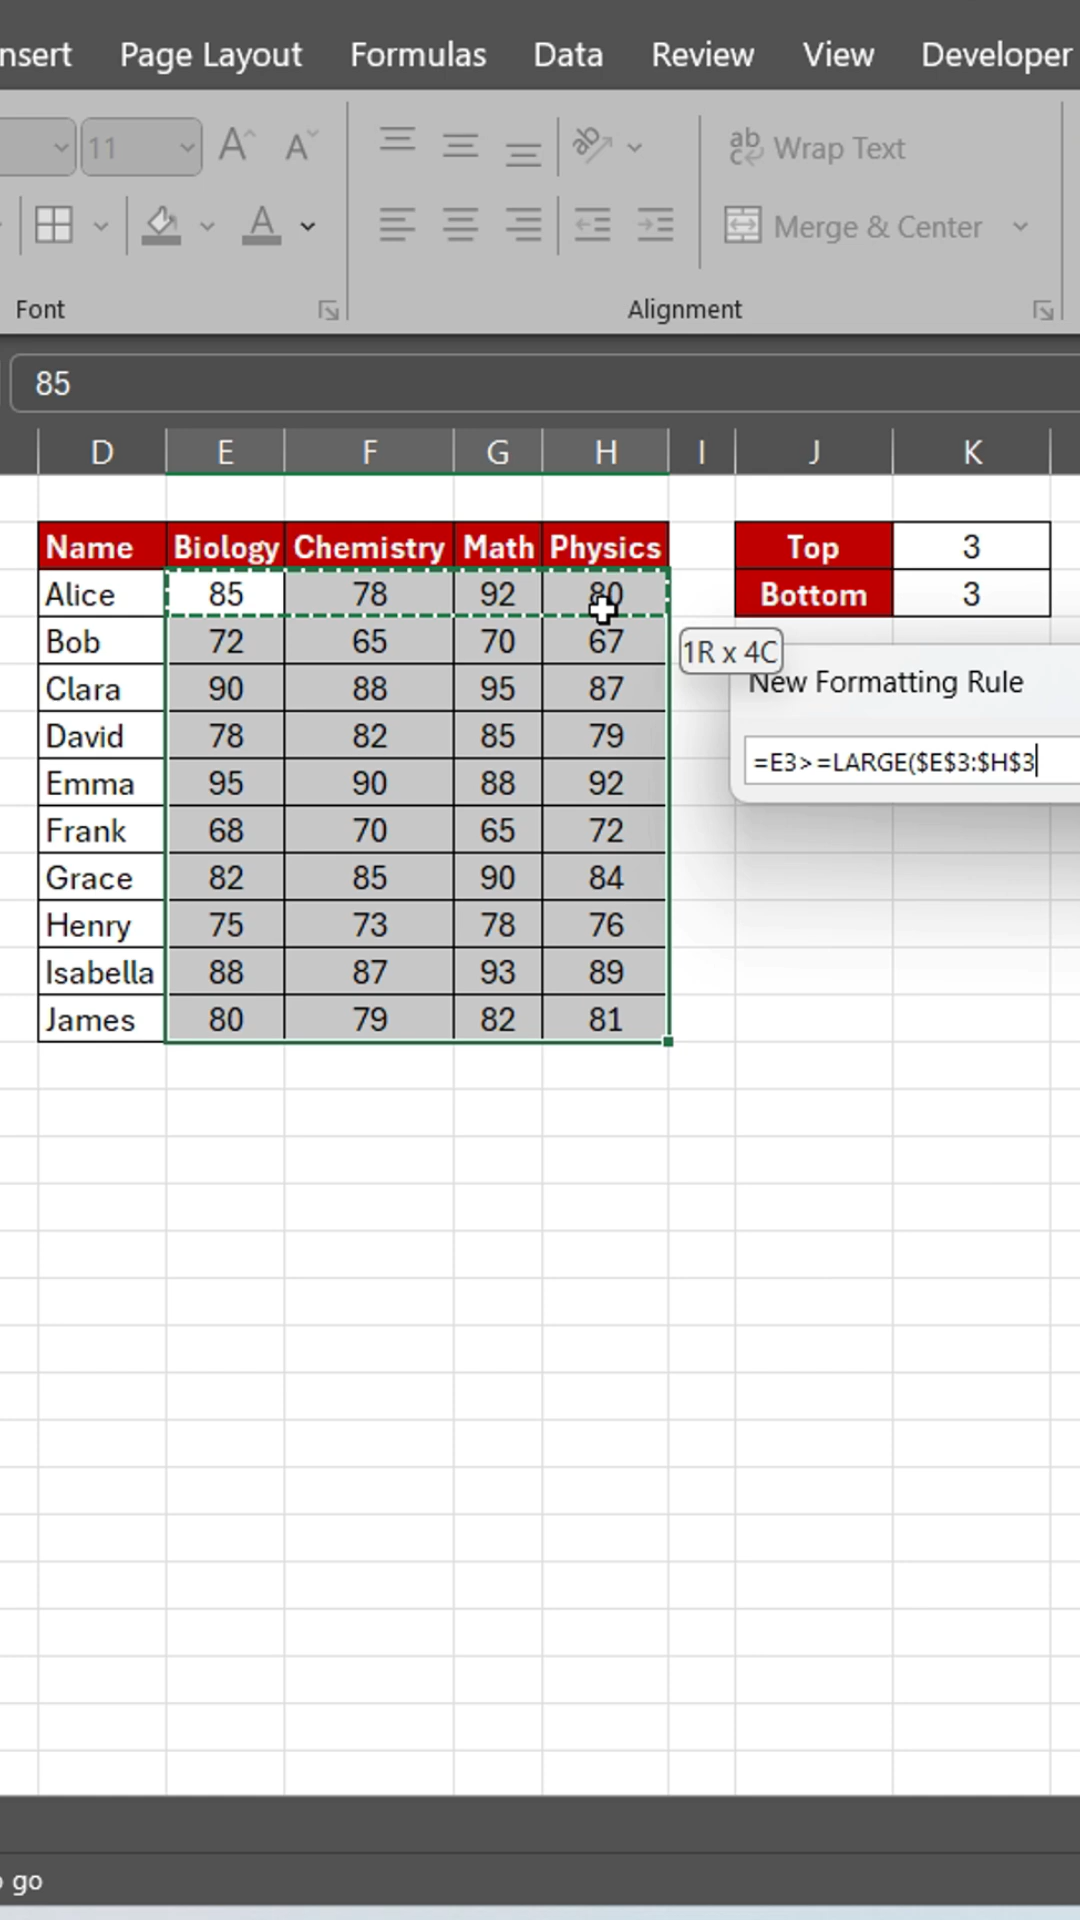 nsert Page Layout Formulas Data Review View Developer
11 A A ab Wrap Text
A Merge & Center
Font Alignment
85
D E F G H I J K
Name Biology Chemistry Math Physics Top 3
Alice 85 78 92 80 Bottom 3
Bob 72 65 70 67 1R x 4C
Clara 90 88 95 87 New Formatting Rule
David 78 82 85 79 =E3>=LARGE($E$3:$H$3
Emma 95 90 88 92
Frank 68 70 65 72
Grace 82 85 90 84
Henry 75 73 78 76
Isabella 88 87 93 89
James 80 79 82 81
go